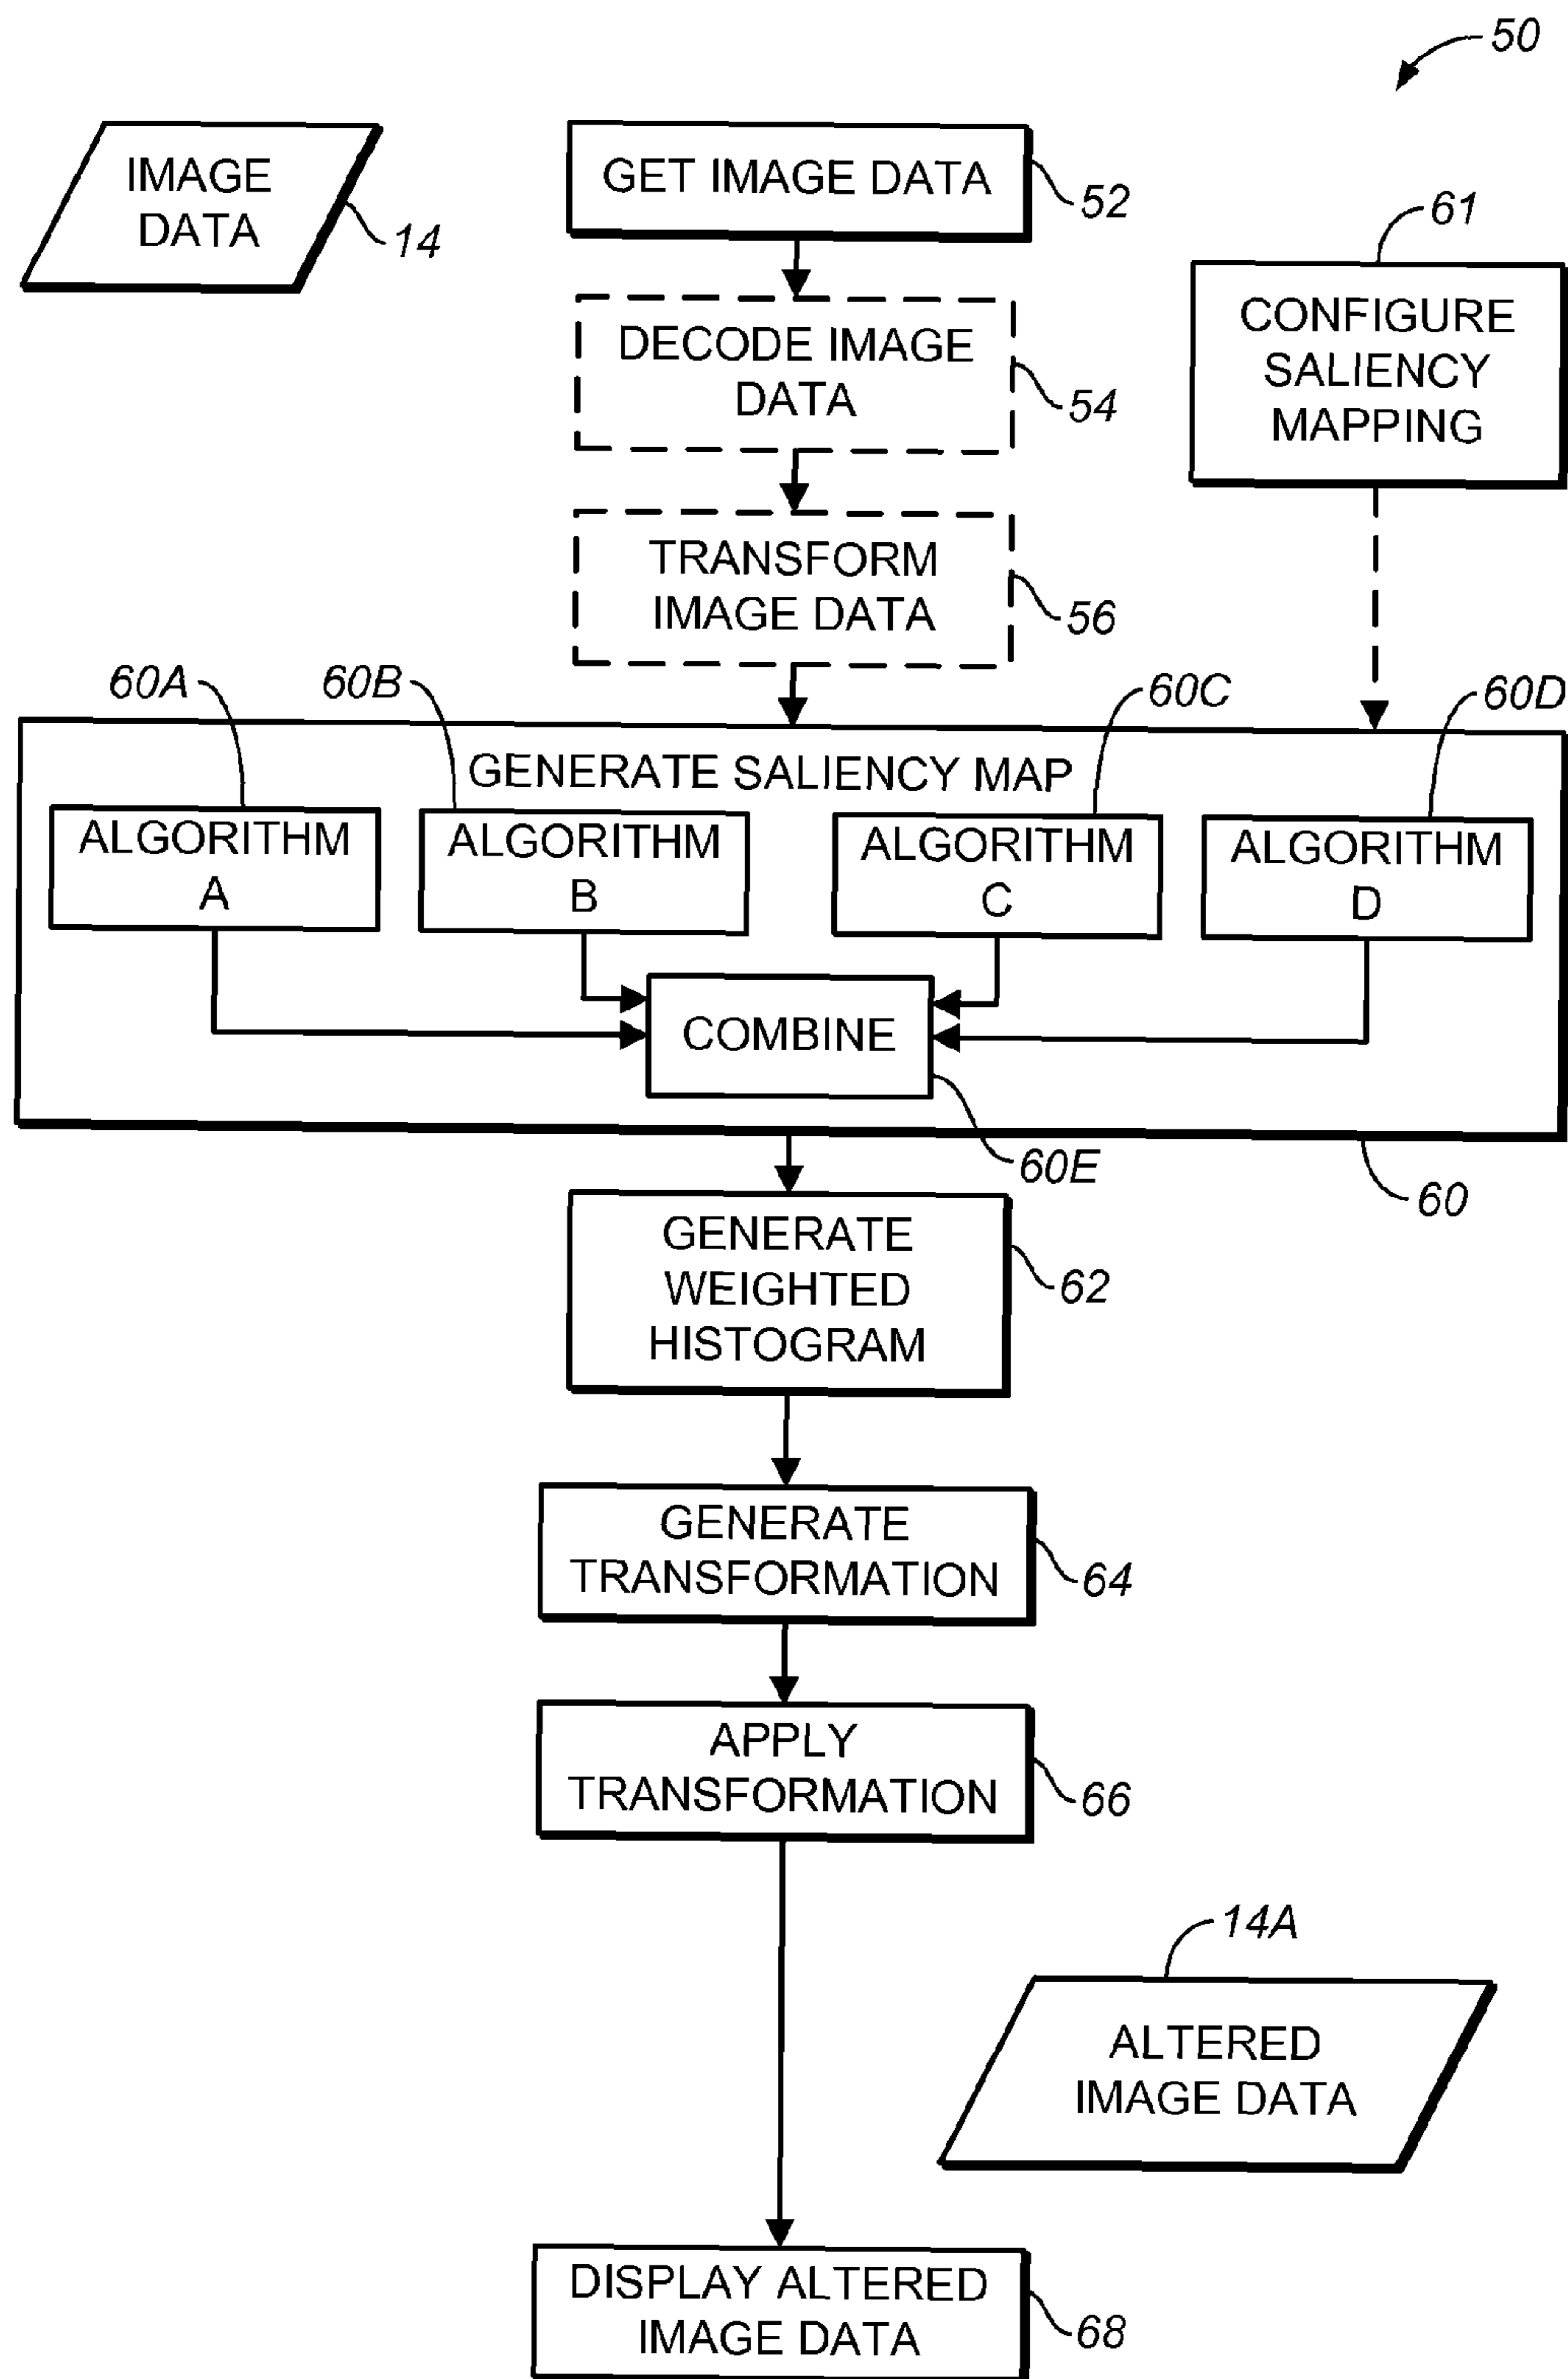 50
IMAGE
DATA
14
GET IMAGE DATA
52
61
DECODE IMAGE
DATA
54
CONFIGURE
SALIENCY
MAPPING
TRANSFORM
IMAGE DATA
56
60A
60B
60C
60D
GENERATE SALIENCY MAP
ALGORITHM
A
ALGORITHM
B
ALGORITHM
C
ALGORITHM
D
COMBINE
60E
60
GENERATE
WEIGHTED
HISTOGRAM
62
GENERATE
TRANSFORMATION
64
APPLY
TRANSFORMATION
66
14A
ALTERED
IMAGE DATA
DISPLAY ALTERED
IMAGE DATA
68